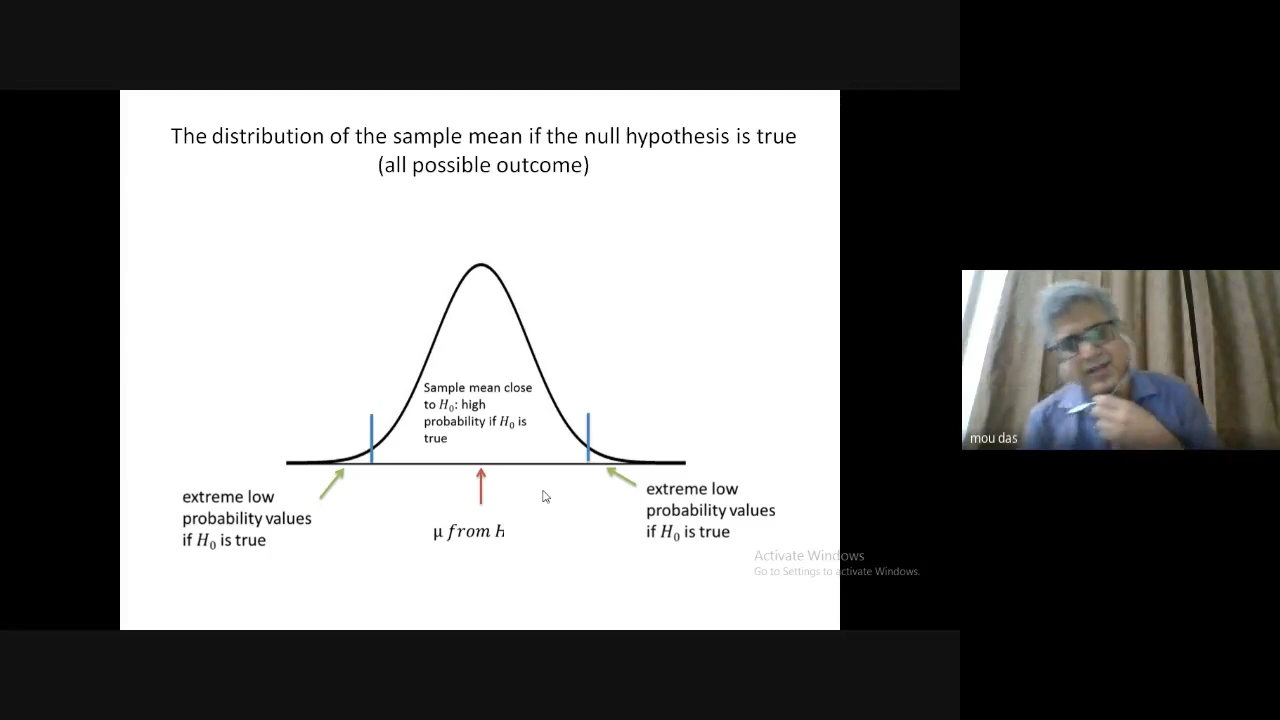 The distribution of the sample mean if the null hypothesis is true
(all possible outcome)
Sample mean close
to H₀: high
probability if H₀ is
true
extreme low
probability values
if H₀ is true
μ from H
extreme low
probability values
if H₀ is true
Activate Windows
Go to Settings to activate Windows.
mou das